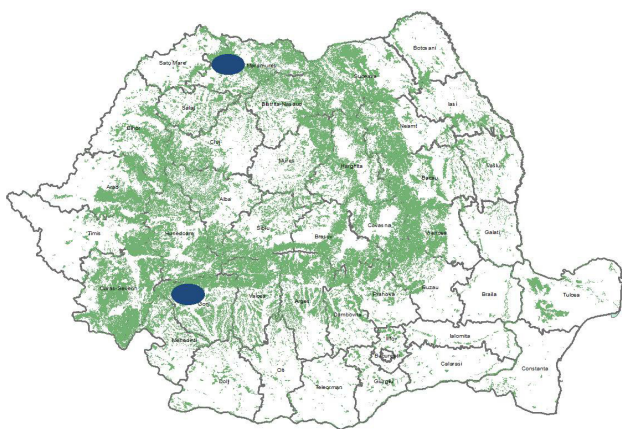 Botosani
Satu Mare
Maramures
Suceava
Iasi
Salaj
Bistrita-Nasaud
Neamt
Bihor
Cluj
Mures
Harghita
Bacau
Vaslui
Arad
Alba
Sibiu
Brasov
Covasna
Timis
Hunedoara
Vrancea
Galati
Caras-Severin
Gorj
Valcea
Arges
Prahova
Buzau
Braila
Tulcea
Dambovita
Mehedinti
Ialomita
Calarasi
Constanta
Dolj
Olt
Teleorman
Giurgiu